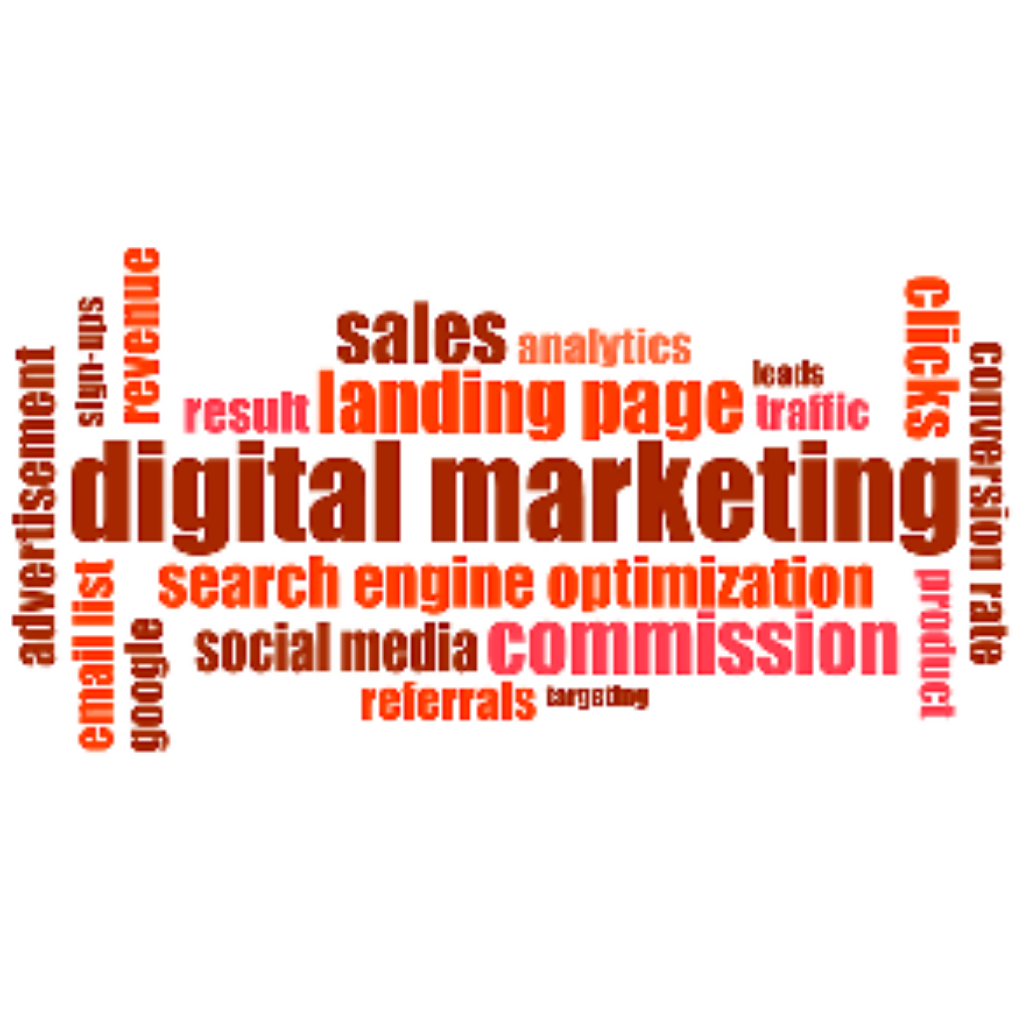 revenue
sign-ups
advertisement
sales analytics
leads
result landing page traffic
clicks
conversion rate
digital marketing
search engine optimization
email list
google
social media commission
product
referrals targeting